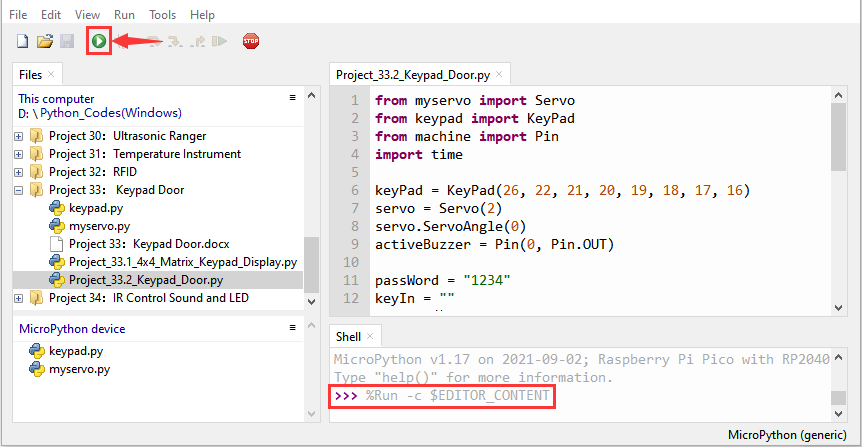 File Edit View Run Tools Help
STOP
Files ×
This computer
D: \Python_Codes(Windows)
Project 30: Ultrasonic Ranger
Project 31: Temperature Instrument
Project 32: RFID
Project 33: Keypad Door
keypad.py
myservo.py
Project 33: Keypad Door.docx
Project_33.1_4x4_Matrix_Keypad_Display.py
Project_33.2_Keypad_Door.py
Project 34: IR Control Sound and LED
MicroPython device
keypad.py
myservo.py
Project_33.2_Keypad_Door.py ×
1 from myservo import Servo
2 from keypad import KeyPad
3 from machine import Pin
4 import time
5
6 keyPad = KeyPad(26, 22, 21, 20, 19, 18, 17, 16)
7 servo = Servo(2)
8 servo.ServoAngle(0)
9 activeBuzzer = Pin(0, Pin.OUT)
10
11 passWord = "1234"
12 keyIn = ""
Shell ×
MicroPython v1.17 on 2021-09-02; Raspberry Pi Pico with RP2040
Type "help()" for more information.
>>> %Run -c $EDITOR_CONTENT
MicroPython (generic)